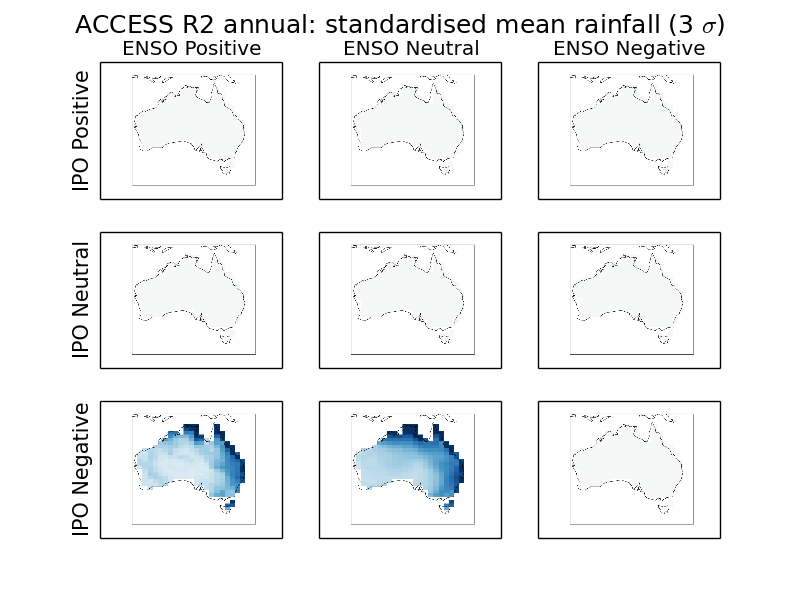 ACCESS R2 annual: standardised mean rainfall (3 σ)
ENSO Positive ENSO Neutral ENSO Negative
IPO Positive
IPO Neutral
IPO Negative